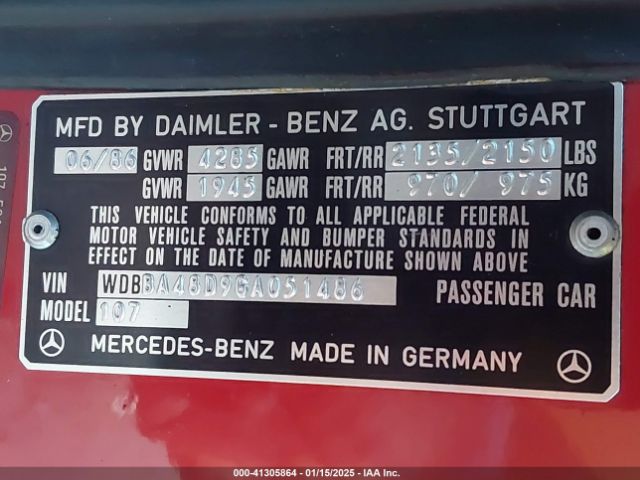 MFD BY DAIMLER - BENZ AG. STUTTGART
06/86 GVWR 4285 GAWR FRT/RR 2135/2150 LBS
GVWR 1945 GAWR FRT/RR 970/ 975 KG
THIS VEHICLE CONFORMS TO ALL APPLICABLE FEDERAL
MOTOR VEHICLE SAFETY AND BUMPER STANDARDS IN
EFFECT ON THE DATE OF MANUFACTURE SHOWN ABOVE
VIN WDBBA48D9GA051486 PASSENGER CAR
MODEL 107
MERCEDES-BENZ MADE IN GERMANY
000-41305864 - 01/15/2025 - IAAI.COM